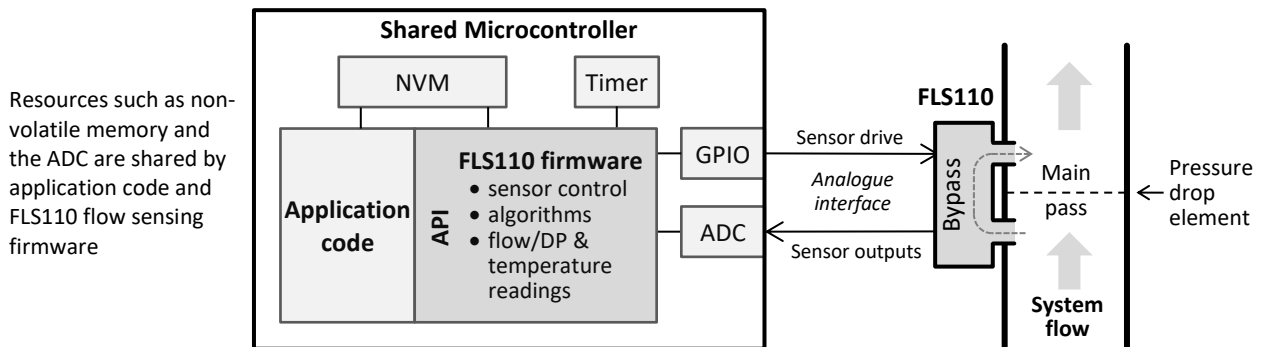 Resources such as non-
volatile memory and
the ADC are shared by
application code and
FLS110 flow sensing
firmware
Shared Microcontroller
NVM
Timer
Application
code
API
FLS110 firmware
• sensor control
• algorithms
• flow/DP &
temperature
readings
GPIO
ADC
Sensor drive
Analogue
interface
Sensor outputs
FLS110
Bypass
Main
pass
System
flow
Pressure
drop
element